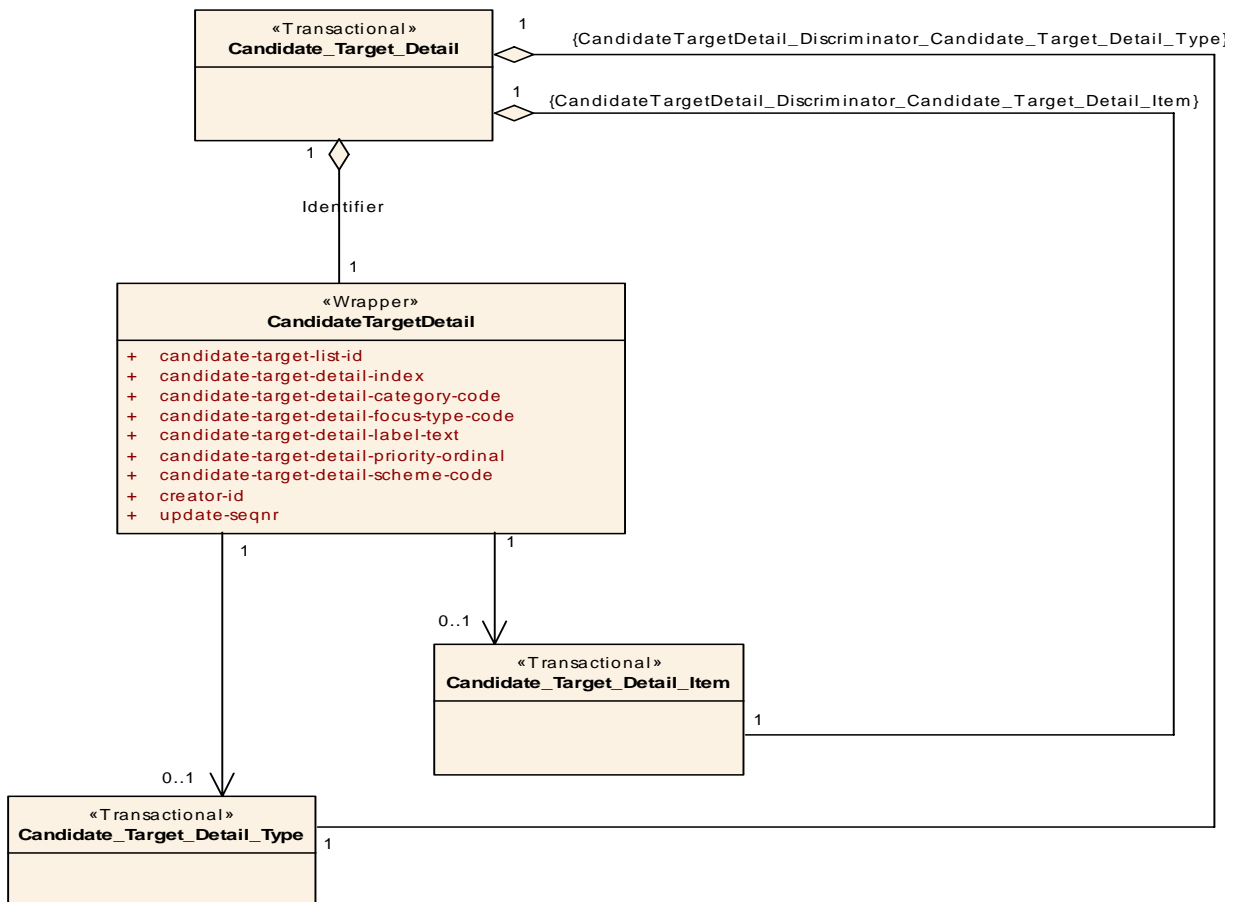 «Transactional»
Candidate_Target_Detail
1
{CandidateTargetDetail_Discriminator_Candidate_Target_Detail_Type}
1
{CandidateTargetDetail_Discriminator_Candidate_Target_Detail_Item}
1
Identifier
1
«Wrapper»
CandidateTargetDetail
+ candidate-target-list-id
+ candidate-target-detail-index
+ candidate-target-detail-category-code
+ candidate-target-detail-focus-type-code
+ candidate-target-detail-label-text
+ candidate-target-detail-priority-ordinal
+ candidate-target-detail-scheme-code
+ creator-id
+ update-seqnr
1
1
0..1
«Transactional»
Candidate_Target_Detail_Item
1
0..1
«Transactional»
Candidate_Target_Detail_Type
1